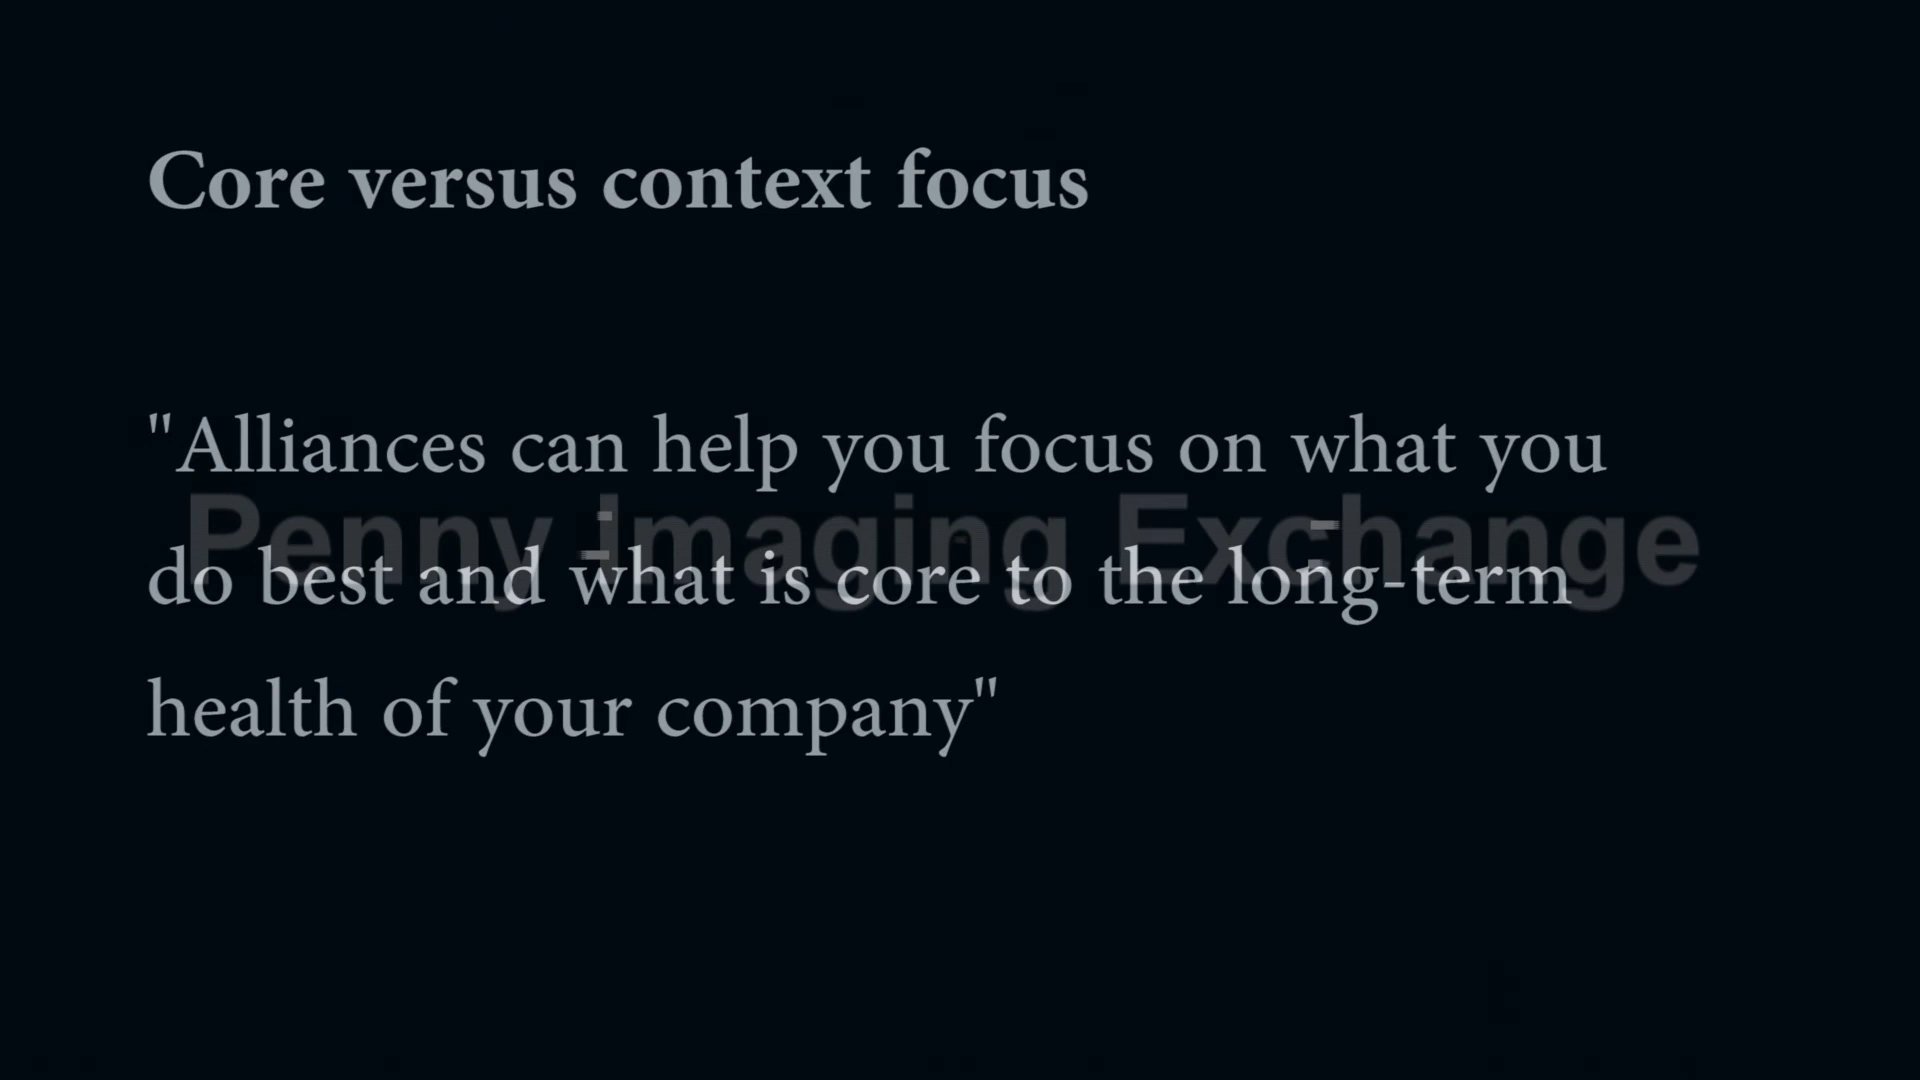 Core versus context focus
"Alliances can help you focus on what you
Penny Imaging Exchange
do best and what is core to the long-term
health of your company"